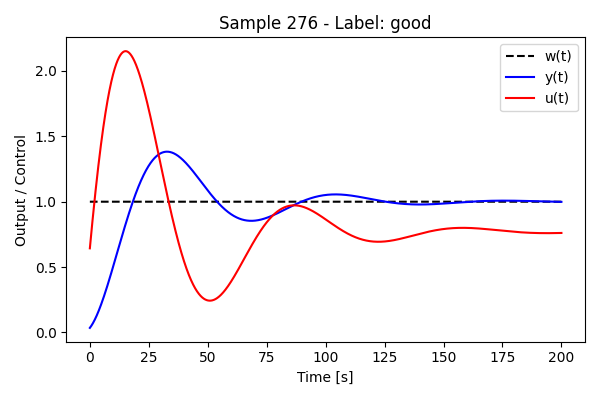 Sample 276 - Label: good
w(t)
y(t)
u(t)
Output / Control
2.0
1.5
1.0
0.5
0.0
0 25 50 75 100 125 150 175 200
Time [s]